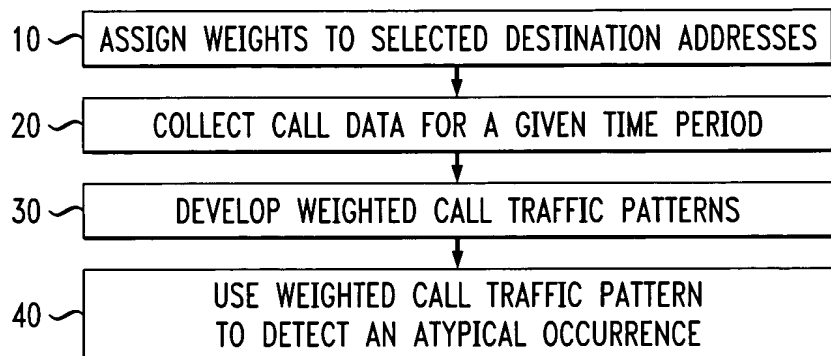 10 ASSIGN WEIGHTS TO SELECTED DESTINATION ADDRESSES
20 COLLECT CALL DATA FOR A GIVEN TIME PERIOD
30 DEVELOP WEIGHTED CALL TRAFFIC PATTERNS
40 USE WEIGHTED CALL TRAFFIC PATTERN
TO DETECT AN ATYPICAL OCCURRENCE